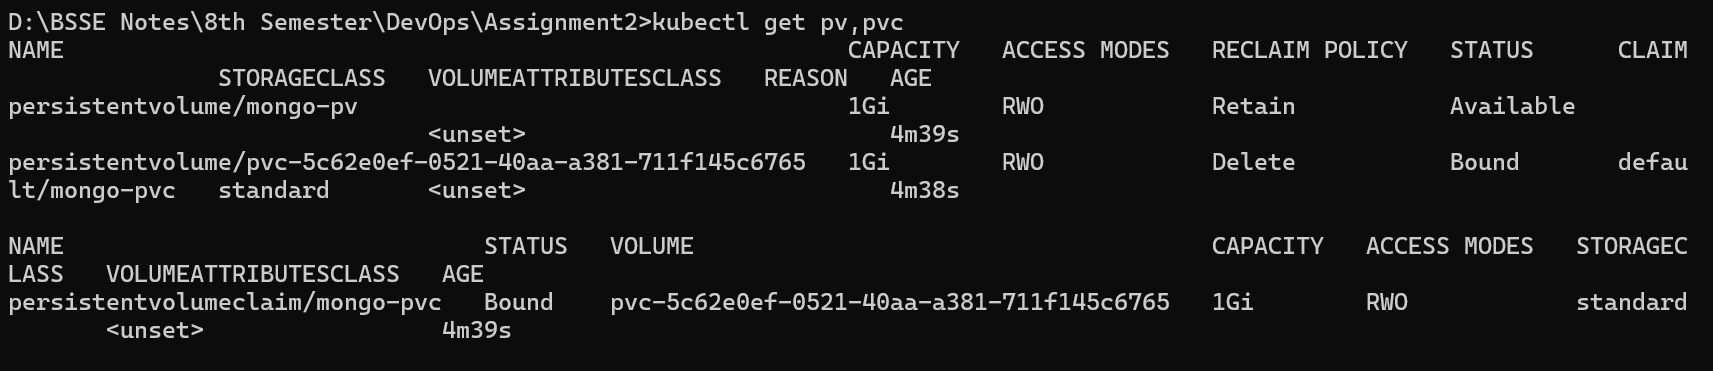 D:\BSSE Notes\8th Semester\DevOps\Assignment2>kubectl get pv,pvc
NAME                                                        CAPACITY   ACCESS MODES   RECLAIM POLICY   STATUS      CLAIM
               STORAGECLASS   VOLUMEATTRIBUTESCLASS   REASON   AGE
persistentvolume/mongo-pv                                   1Gi        RWO            Retain           Available
                              <unset>                          4m39s
persistentvolume/pvc-5c62e0ef-0521-40aa-a381-711f145c6765   1Gi        RWO            Delete           Bound       defau
lt/mongo-pvc   standard       <unset>                          4m38s

NAME                              STATUS   VOLUME                                     CAPACITY   ACCESS MODES   STORAGEC
LASS   VOLUMEATTRIBUTESCLASS   AGE
persistentvolumeclaim/mongo-pvc   Bound    pvc-5c62e0ef-0521-40aa-a381-711f145c6765   1Gi        RWO            standard
       <unset>                 4m39s